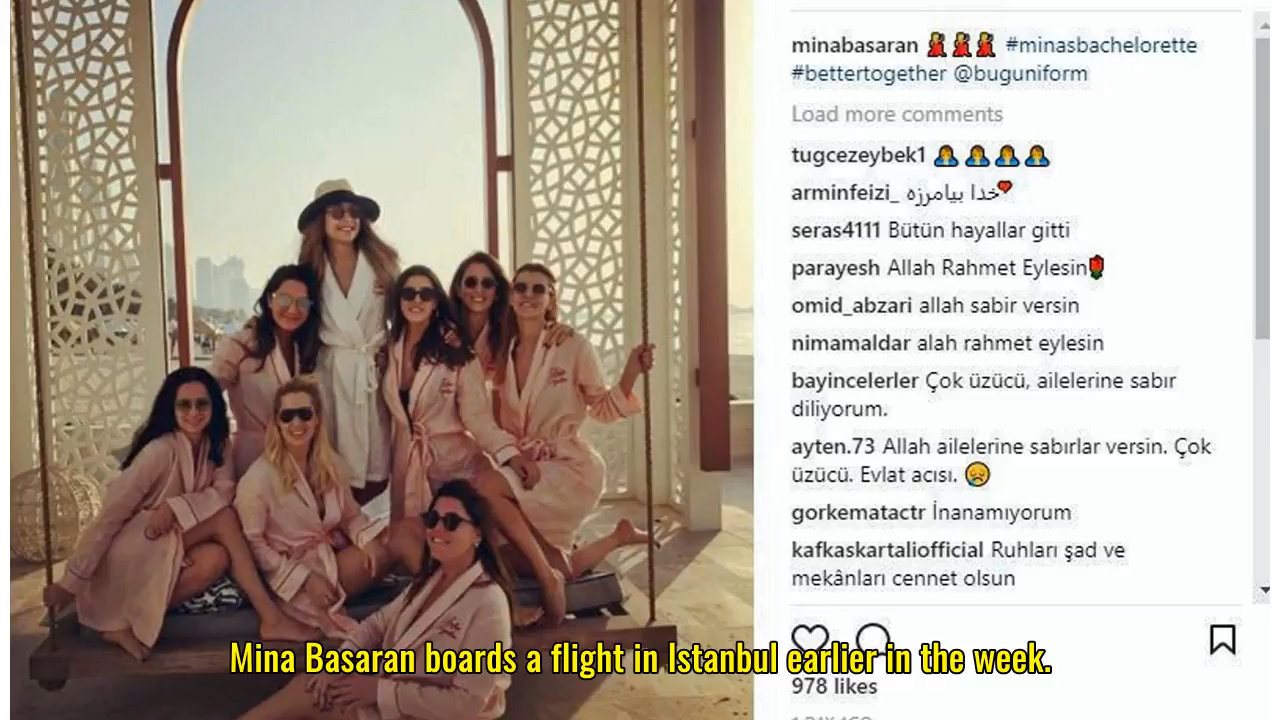 minabasaran 💃💃💃 #minasbachelorette
#bettertogether @buguniform
Load more comments
tugcezeybek1 🤦‍♀️🤦‍♀️🤦‍♀️🤦‍♀️
arminfeizi_ خدا بیامرزه❤
seras4111 Bütün hayallar gitti
parayesh Allah Rahmet Eylesin🌹
omid_abzari allah sabir versin
nimamaldar alah rahmet eylesin
bayincelerler Çok üzücü, ailelerine sabır
diliyorum.
ayten.73 Allah ailelerine sabırlar versin. Çok
üzücü. Evlat acısı. 😢
gorkematactr İnanamıyorum
kafkaskartaliofficial Ruhları şad ve
mekânları cennet olsun
Mina Basaran boards a flight in Istanbul earlier in the week.
978 likes